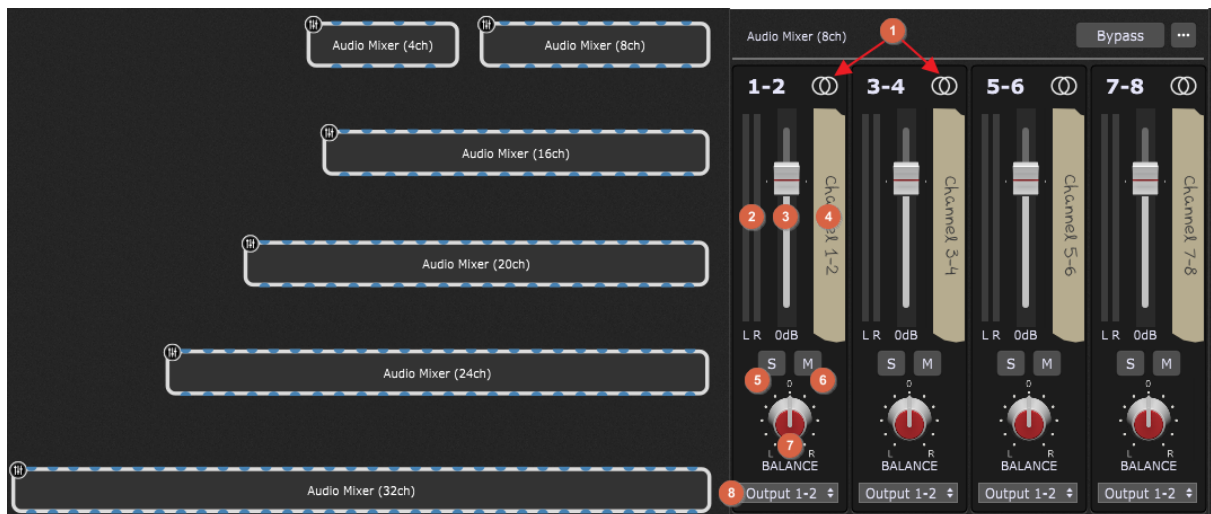 Audio Mixer (4ch)
Audio Mixer (8ch)
Audio Mixer (16ch)
Audio Mixer (20ch)
Audio Mixer (24ch)
Audio Mixer (32ch)
Audio Mixer (8ch)
1
Bypass
...
1-2
3-4
5-6
7-8
2
3
4
Channel 1-2
Channel 3-4
Channel 5-6
Channel 7-8
L R 0dB
L R 0dB
L R 0dB
L R 0dB
S M
S M
S M
S M
5
6
0
0
0
0
7
L R
L R
L R
L R
BALANCE
BALANCE
BALANCE
BALANCE
8
Output 1-2
Output 1-2
Output 1-2
Output 1-2